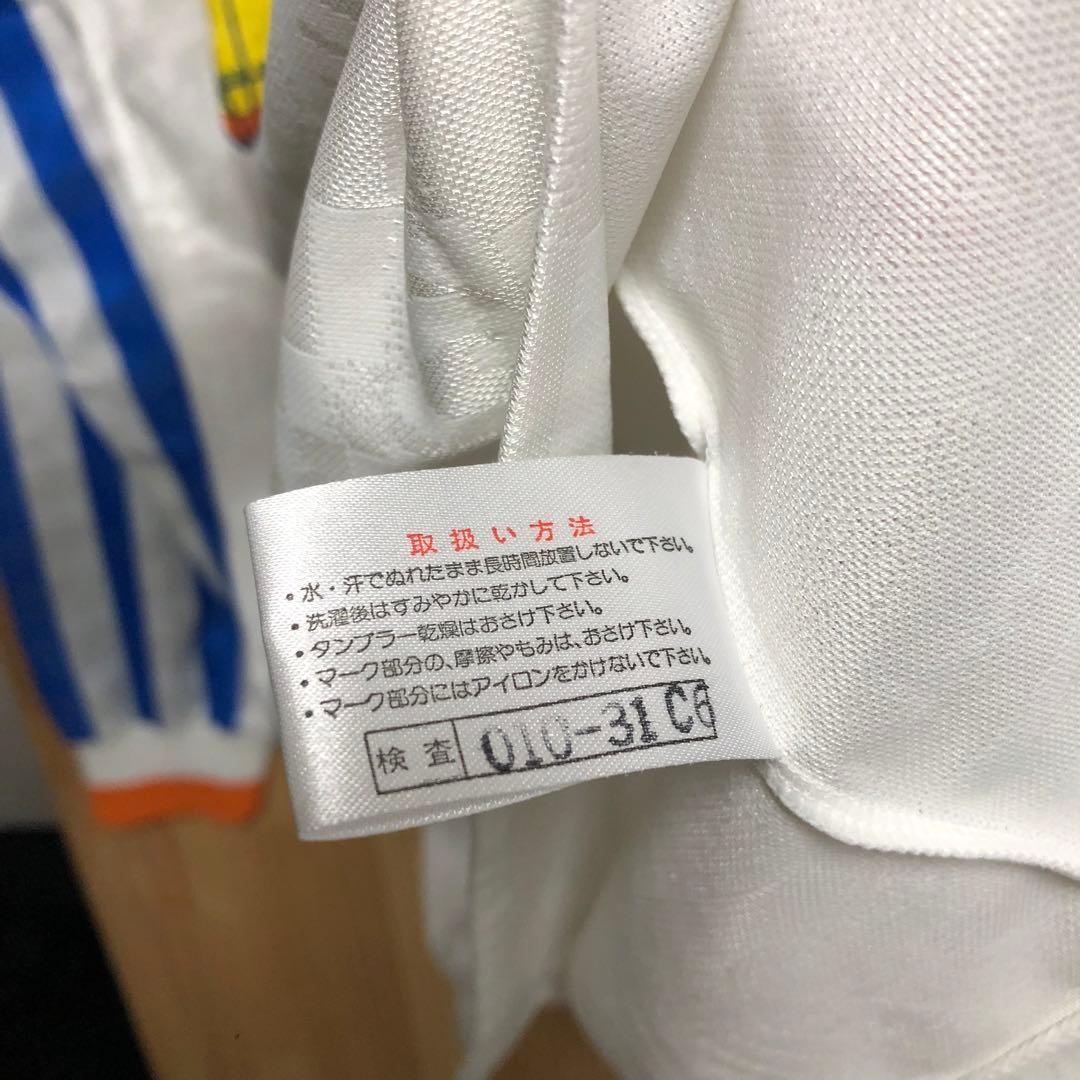 取扱い方法
・水・汗でぬれたまま長時間放置しないで下さい。
・洗濯後はすみやかに乾かして下さい。
・タンブラー乾燥はおさけ下さい。
・マーク部分の、摩擦やもみは、おさけ下さい。
・マーク部分にはアイロンをかけないで下さい。
検査 010-31 C6